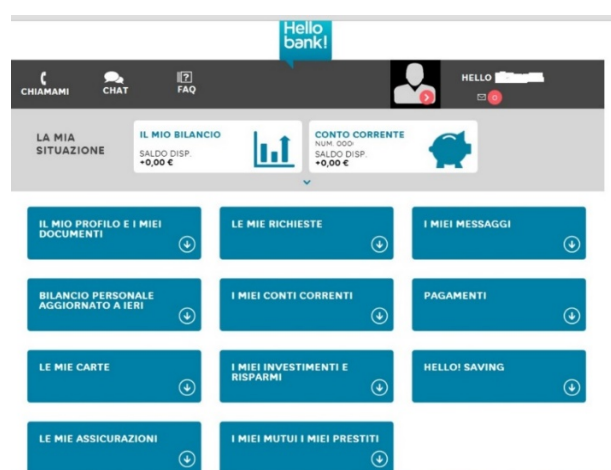 Hello
bank!
CHIAMAMI
CHAT
FAQ
HELLO
LA MIA
SITUAZIONE
IL MIO BILANCIO
SALDO DISP.
+0,00 €
CONTO CORRENTE
NUM. 000
SALDO DISP.
+0,00 €
IL MIO PROFILO E I MIEI
DOCUMENTI
LE MIE RICHIESTE
I MIEI MESSAGGI
BILANCIO PERSONALE
AGGIORNATO A IERI
I MIEI CONTI CORRENTI
PAGAMENTI
LE MIE CARTE
I MIEI INVESTIMENTI E
RISPARMI
HELLO! SAVING
LE MIE ASSICURAZIONI
I MIEI MUTUI I MIEI PRESTITI